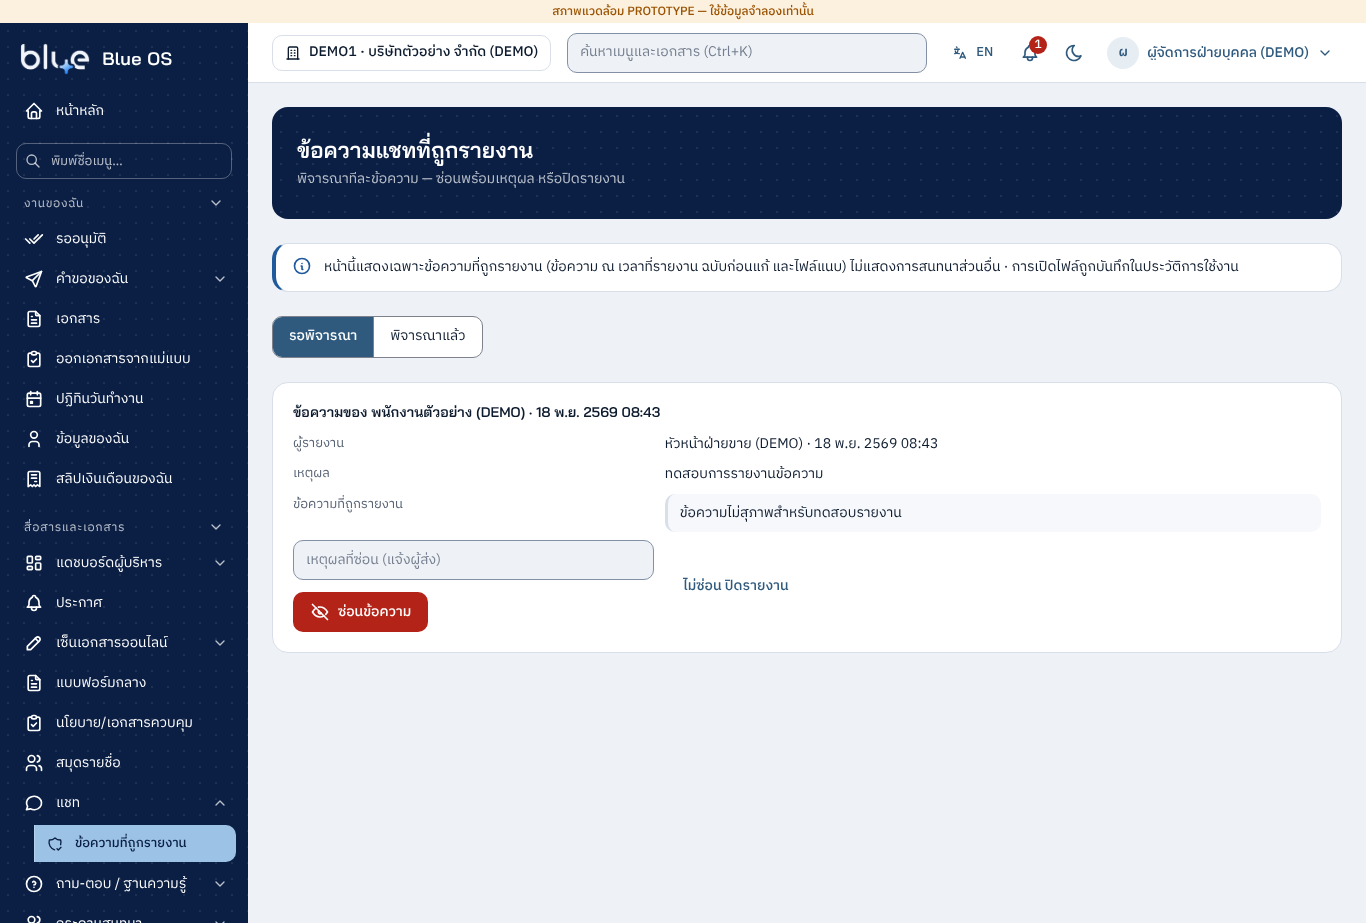 สภาพแวดล้อม PROTOTYPE — ใช้ข้อมูลจำลองเท่านั้น
blue Blue OS
DEMO1 · บริษัทตัวอย่าง จำกัด (DEMO)
ค้นหาเมนูและเอกสาร (Ctrl+K)
EN
1
ผ
ผู้จัดการฝ่ายบุคคล (DEMO)
หน้าหลัก
พิมพ์ชื่อเมนู...
งานของฉัน
รออนุมัติ
คำขอของฉัน
เอกสาร
ออกเอกสารจากแม่แบบ
ปฏิทินวันทำงาน
ข้อมูลของฉัน
สลิปเงินเดือนของฉัน
สื่อสารและเอกสาร
แดชบอร์ดผู้บริหาร
ประกาศ
เซ็นเอกสารออนไลน์
แบบฟอร์มกลาง
นโยบาย/เอกสารควบคุม
สมุดรายชื่อ
แชท
ข้อความที่ถูกรายงาน
ถาม-ตอบ / ฐานความรู้
ข้อความแชทที่ถูกรายงาน
พิจารณาทีละข้อความ — ซ่อนพร้อมเหตุผล หรือปิดรายงาน
หน้านี้แสดงเฉพาะข้อความที่ถูกรายงาน (ข้อความ ณ เวลาที่รายงาน ฉบับก่อนแก้ และไฟล์แนบ) ไม่แสดงการสนทนาส่วนอื่น · การเปิดไฟล์ถูกบันทึกในประวัติการใช้งาน
รอพิจารณา
พิจารณาแล้ว
ข้อความของ พนักงานตัวอย่าง (DEMO) · 18 พ.ย. 2569 08:43
ผู้รายงาน
หัวหน้าฝ่ายขาย (DEMO) · 18 พ.ย. 2569 08:43
เหตุผล
ทดสอบการรายงานข้อความ
ข้อความที่ถูกรายงาน
ข้อความไม่สุภาพสำหรับทดสอบรายงาน
เหตุผลที่ซ่อน (แจ้งผู้ส่ง)
ซ่อนข้อความ
ไม่ซ่อน ปิดรายงาน